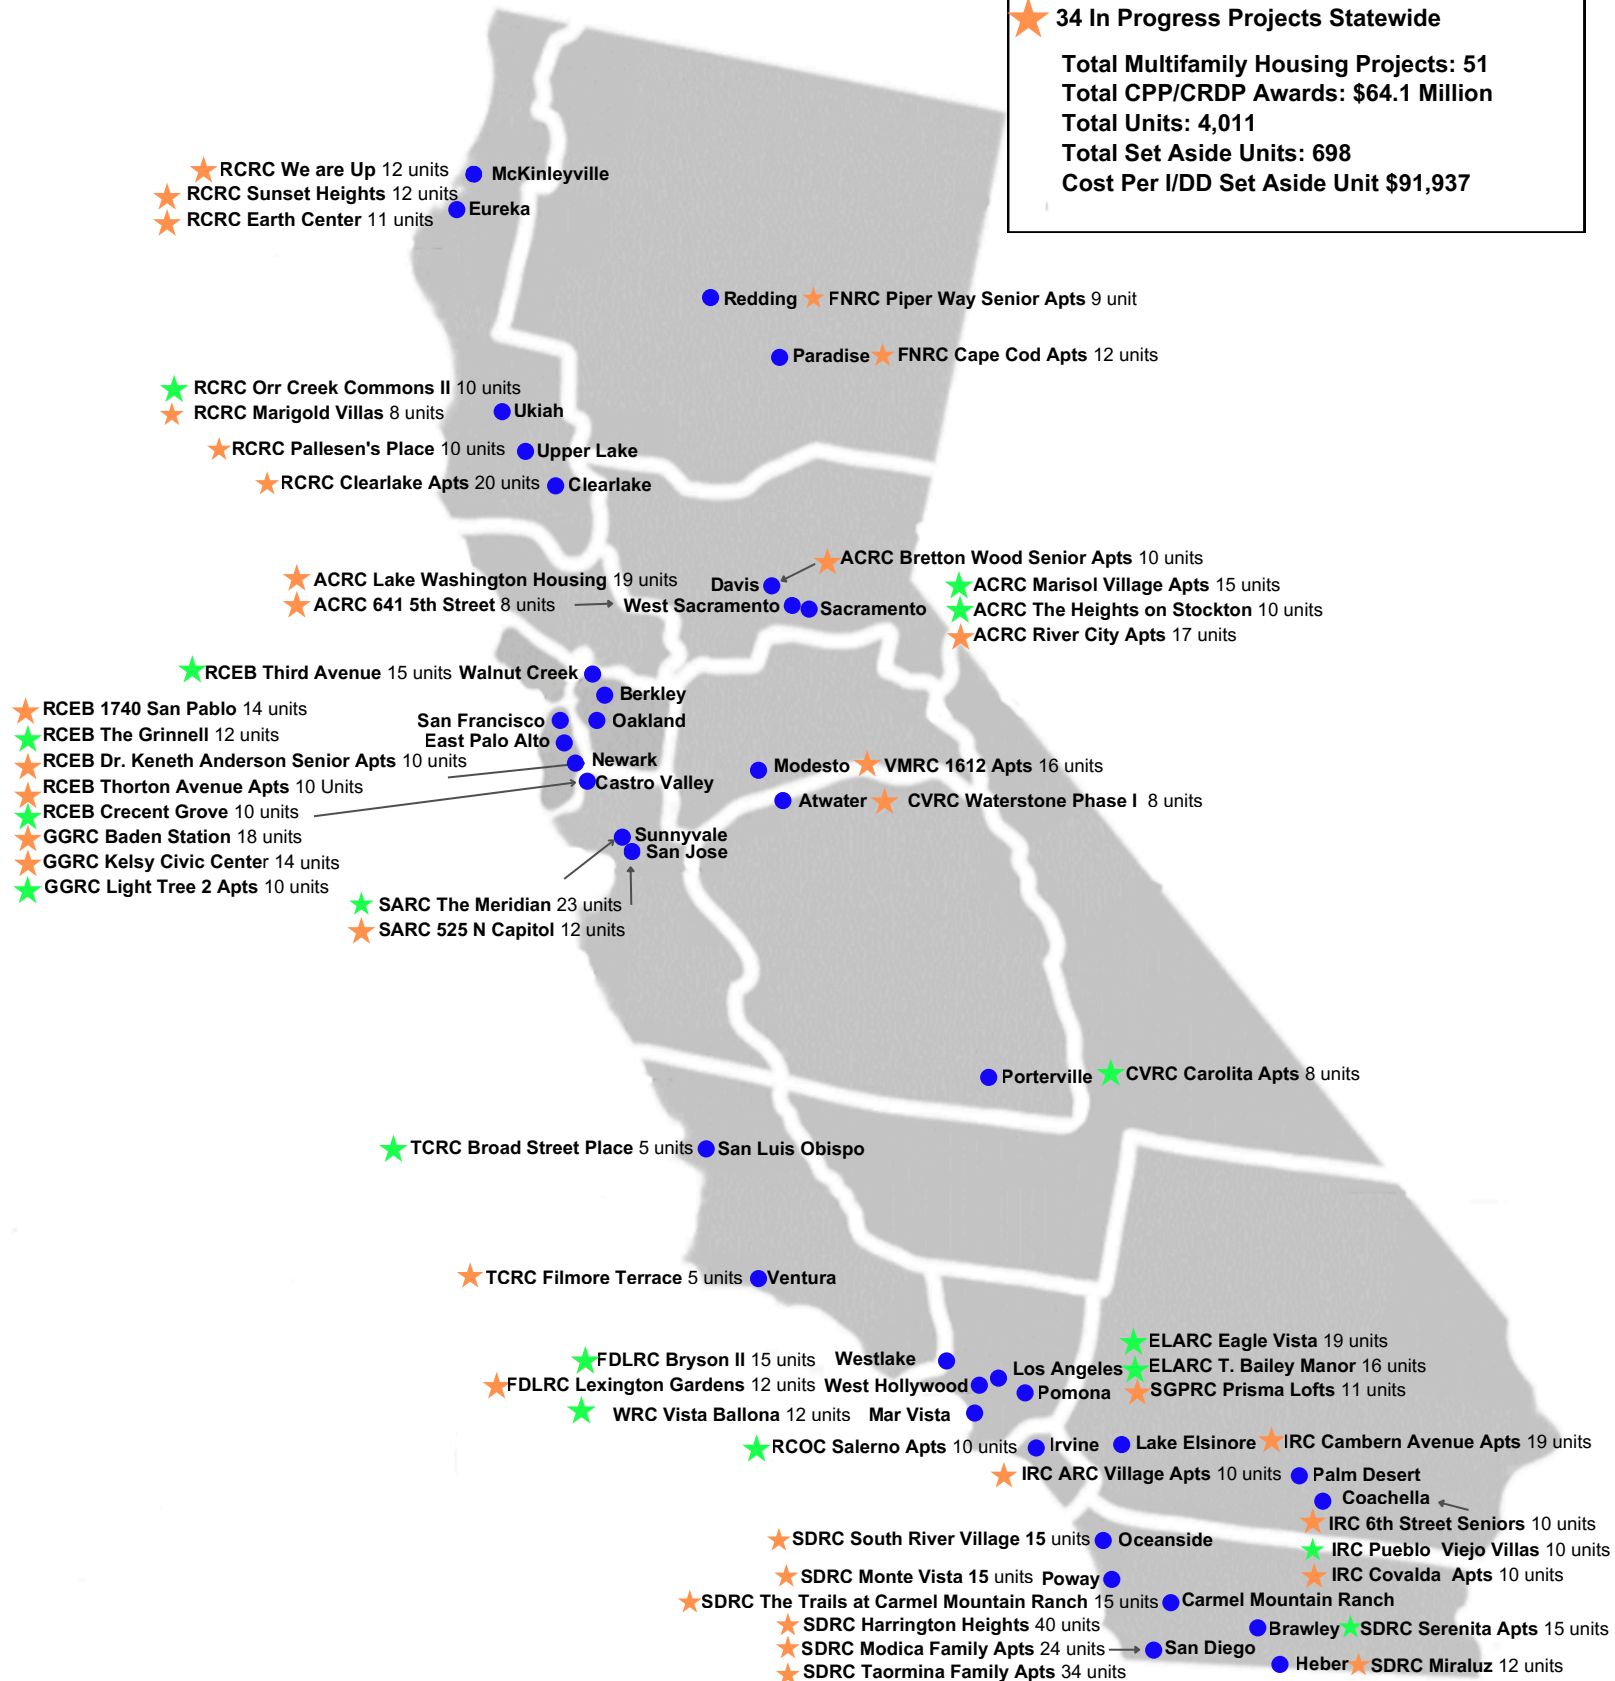 34 In Progress Projects Statewide
Total Multifamily Housing Projects: 51
Total CPP/CRDP Awards: $64.1 Million
Total Units: 4,011
Total Set Aside Units: 698
Cost Per I/DD Set Aside Unit $91,937
RCRC We are Up 12 units McKinleyville
RCRC Sunset Heights 12 units
Eureka
RCRC Earth Center 11 units
Redding FNRC Piper Way Senior Apts 9 unit
Paradise FNRC Cape Cod Apts 12 units
RCRC Orr Creek Commons II 10 units
RCRC Marigold Villas 8 units Ukiah
RCRC Pallesen's Place 10 units Upper Lake
RCRC Clearlake Apts 20 units Clearlake
ACRC Bretton Wood Senior Apts 10 units
ACRC Lake Washington Housing 19 units Davis ACRC Marisol Village Apts 15 units
ACRC 641 5th Street 8 units West Sacramento Sacramento ACRC The Heights on Stockton 10 units
ACRC River City Apts 17 units
RCEB Third Avenue 15 units Walnut Creek
Berkley
RCEB 1740 San Pablo 14 units
San Francisco Oakland
RCEB The Grinnell 12 units
East Palo Alto
RCEB Dr. Keneth Anderson Senior Apts 10 units Newark
Modesto VMRC 1612 Apts 16 units
RCEB Thorton Avenue Apts 10 Units Castro Valley
Atwater CVRC Waterstone Phase I 8 units
RCEB Crecent Grove 10 units
GGRC Baden Station 18 units Sunnyvale
San Jose
GGRC Kelsy Civic Center 14 units
GGRC Light Tree 2 Apts 10 units
SARC The Meridian 23 units
SARC 525 N Capitol 12 units
Porterville CVRC Carolita Apts 8 units
TCRC Broad Street Place 5 units San Luis Obispo
TCRC Filmore Terrace 5 units Ventura
ELARC Eagle Vista 19 units
FDLRC Bryson II 15 units Westlake
Los Angeles ELARC T. Bailey Manor 16 units
FDLRC Lexington Gardens 12 units West Hollywood
Pomona SGPRC Prisma Lofts 11 units
WRC Vista Ballona 12 units Mar Vista
RCOC Salerno Apts 10 units Irvine Lake Elsinore IRC Cambern Avenue Apts 19 units
IRC ARC Village Apts 10 units Palm Desert
Coachella
IRC 6th Street Seniors 10 units
SDRC South River Village 15 units Oceanside
IRC Pueblo Viejo Villas 10 units
SDRC Monte Vista 15 units Poway IRC Covalda Apts 10 units
SDRC The Trails at Carmel Mountain Ranch 15 units Carmel Mountain Ranch
SDRC Harrington Heights 40 units
Brawley SDRC Serenita Apts 15 units
SDRC Modica Family Apts 24 units San Diego
Heber SDRC Miraluz 12 units
SDRC Taormina Family Apts 34 units